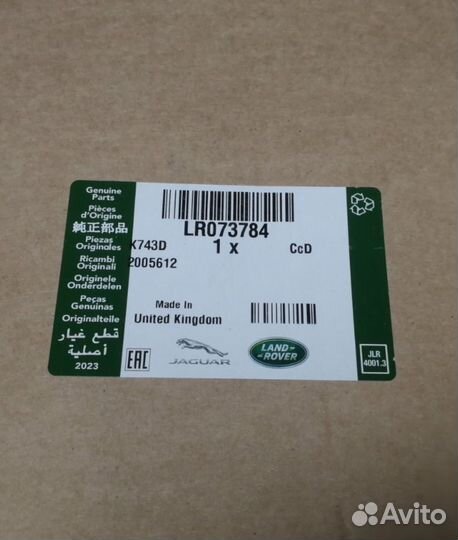 Genuine
Parts
Pièces
d'Origine
純正部品
Piezas
Originales
Ricambi
Originali
Originele
Onderdelen
Peças
Genuinas
Originalteile
قطع غيار
أصلية
2023
LR073784
K743D
1 x
CcD
2005612
Made In
United Kingdom
EAC
JAGUAR
LAND
ROVER
JLR
4001.3
Avito